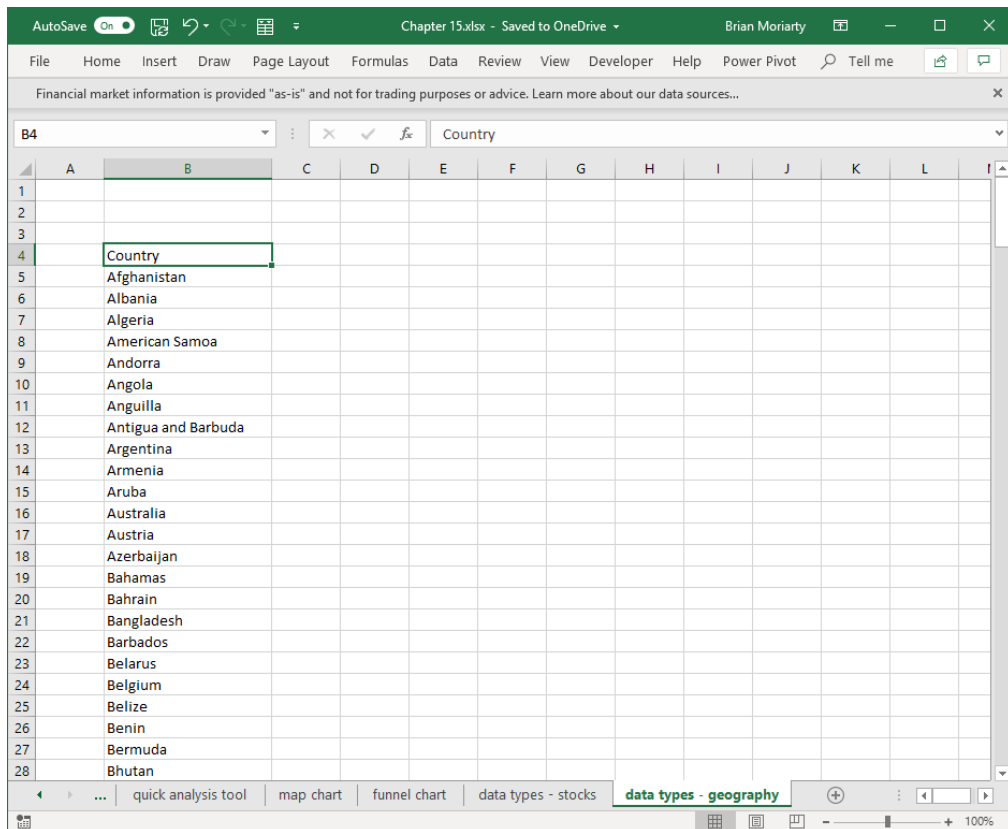 AutoSave On Chapter 15.xlsx - Saved to OneDrive Brian Moriarty
File Home Insert Draw Page Layout Formulas Data Review View Developer Help Power Pivot Tell me
Financial market information is provided "as-is" and not for trading purposes or advice. Learn more about our data sources...
B4 fx Country
A B C D E F G H I J K L
1
2
3
4 Country
5 Afghanistan
6 Albania
7 Algeria
8 American Samoa
9 Andorra
10 Angola
11 Anguilla
12 Antigua and Barbuda
13 Argentina
14 Armenia
15 Aruba
16 Australia
17 Austria
18 Azerbaijan
19 Bahamas
20 Bahrain
21 Bangladesh
22 Barbados
23 Belarus
24 Belgium
25 Belize
26 Benin
27 Bermuda
28 Bhutan
... quick analysis tool map chart funnel chart data types - stocks data types - geography
100%